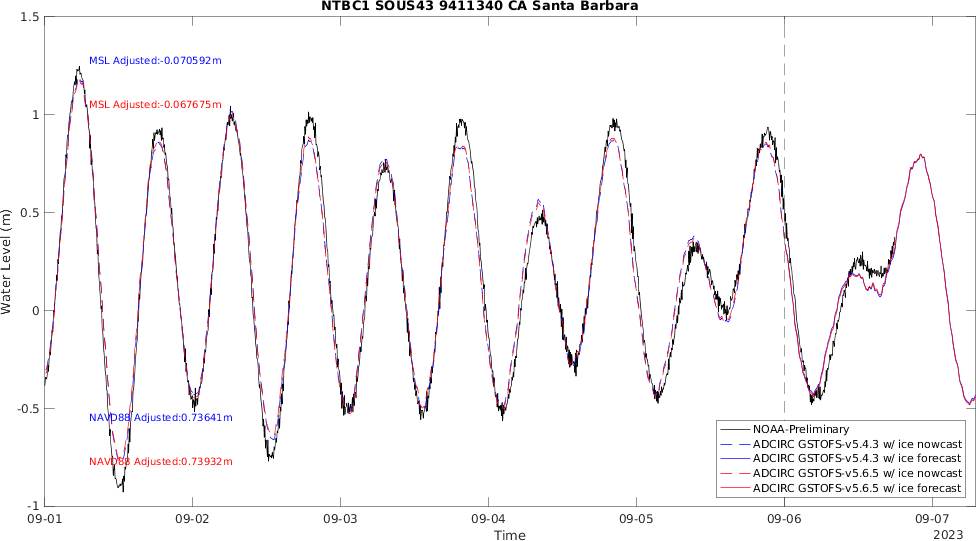 NTBC1 SOUS43 9411340 CA Santa Barbara
1.5
1
0.5
0
-0.5
-1
Water Level (m)
MSL Adjusted:-0.070592m
MSL Adjusted:-0.067675m
NAVD88 Adjusted:0.73641m
NAVD88 Adjusted:0.73932m
NOAA-Preliminary
ADCIRC GSTOFS-v5.4.3 w/ ice nowcast
ADCIRC GSTOFS-v5.4.3 w/ ice forecast
ADCIRC GSTOFS-v5.6.5 w/ ice nowcast
ADCIRC GSTOFS-v5.6.5 w/ ice forecast
09-01 09-02 09-03 09-04 09-05 09-06 09-07
Time
2023